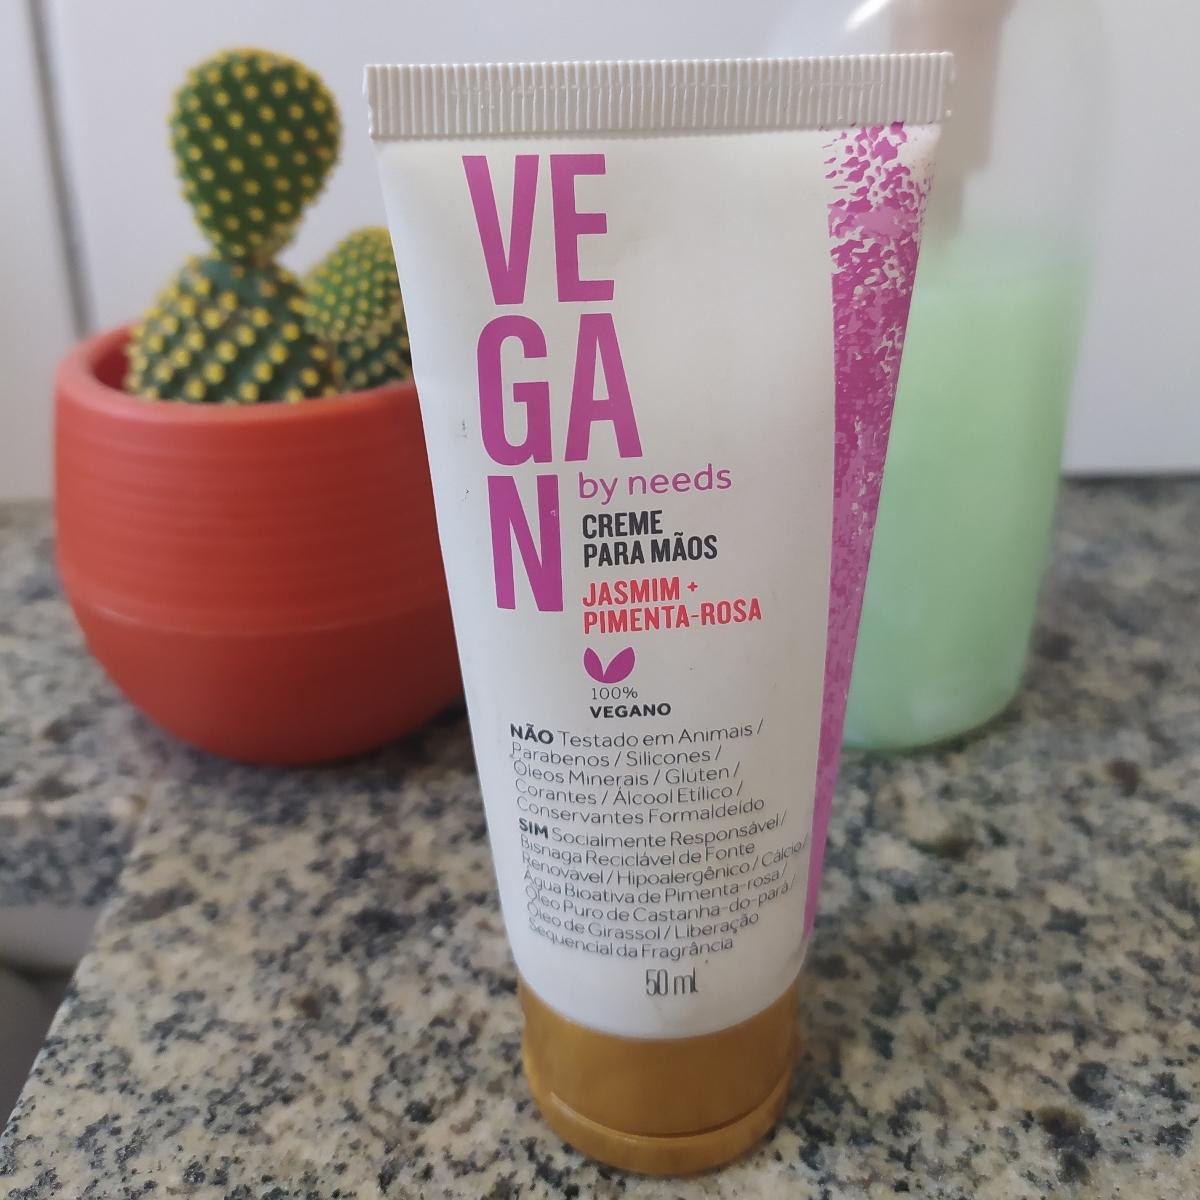 VE
GA
N
by needs
CREME
PARA MÃOS
JASMIM +
PIMENTA-ROSA
100%
VEGANO
NÃO Testado em Animais /
Parabenos / Silicones /
Óleos Minerais / Glúten /
Corantes / Álcool Etílico /
Conservantes Formaldeído
SIM Socialmente Responsável/
Bisnaga Reciclável de Fonte
Renovável / Hipoalergênico / Cálcio/
Água Bioativa de Pimenta-rosa/
Óleo Puro de Castanha-do-pará/
Óleo de Girassol / Liberação
Sequencial da Fragrância
50 ml